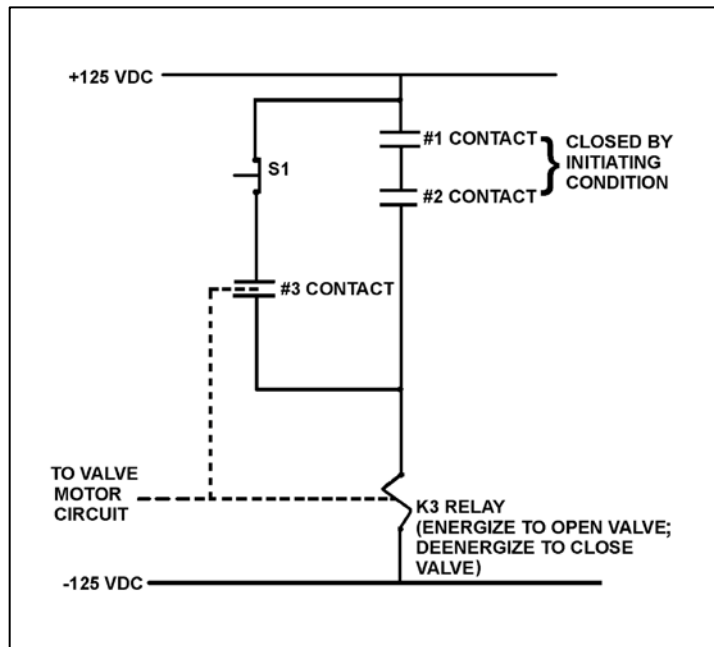 +125 VDC
#1 CONTACT
CLOSED BY
INITIATING
CONDITION
S1
#2 CONTACT
#3 CONTACT
TO VALVE
MOTOR
CIRCUIT
K3 RELAY
(ENERGIZE TO OPEN VALVE;
DEENERGIZE TO CLOSE
VALVE)
-125 VDC